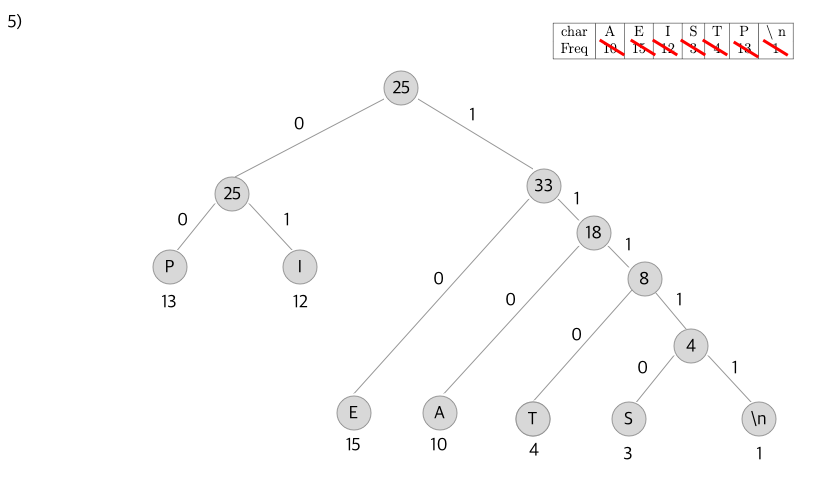 5)
char A E I S T P \ n
Freq 10 15 12 3 4 13 1
25
0 1
25 33
0 1 1
18
1
P I 0 0 8
13 12 1
0 4
0 1
E A T S \n
15 10 4 3 1